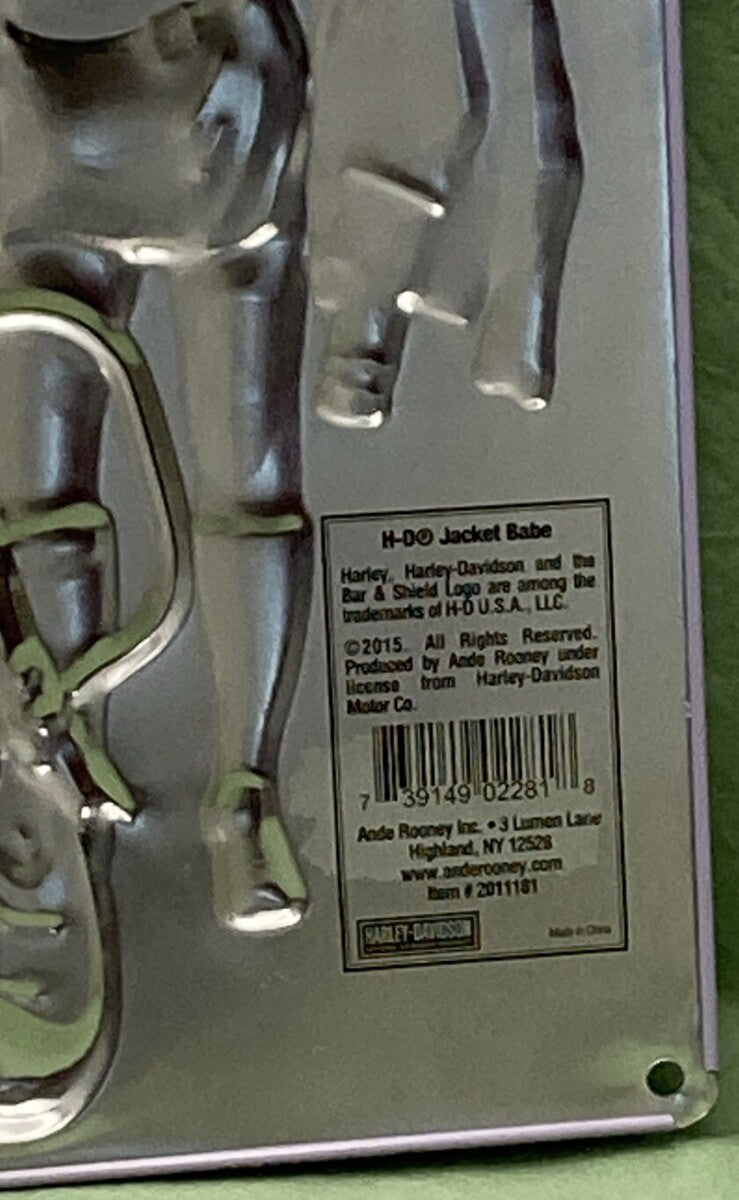 H-D® Jacket Babe
Harley, Harley-Davidson and the
Bar & Shield Logo are among the
trademarks of H-D U.S.A., LLC.
©2015. All Rights Reserved.
Produced by Ande Rooney under
license from Harley-Davidson
Motor Co.
7 39149 02281 8
Ande Rooney Inc. • 3 Lumen Lane
Highland, NY 12528
www.anderooney.com
Item # 2011181
HARLEY-DAVIDSON
Made in China